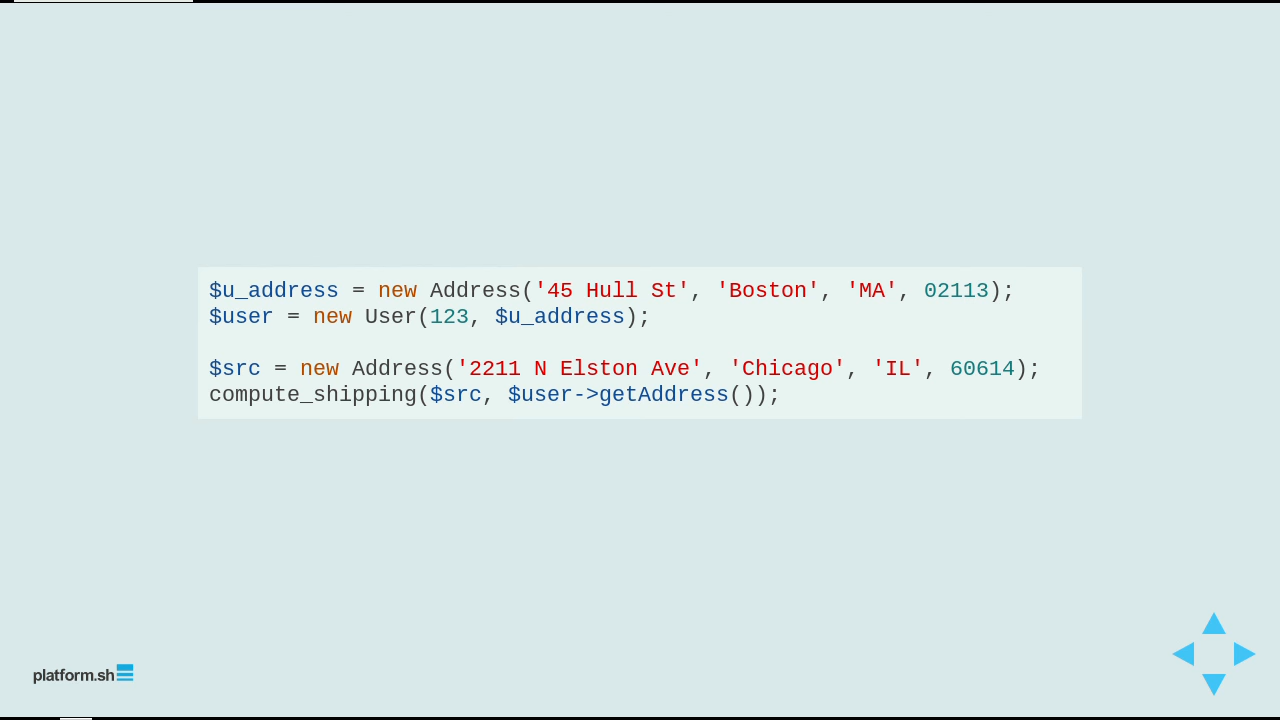 $u_address = new Address('45 Hull St', 'Boston', 'MA', 02113);
$user = new User(123, $u_address);
$src = new Address('2211 N Elston Ave', 'Chicago', 'IL', 60614);
compute_shipping($src, $user->getAddress());
platform.sh